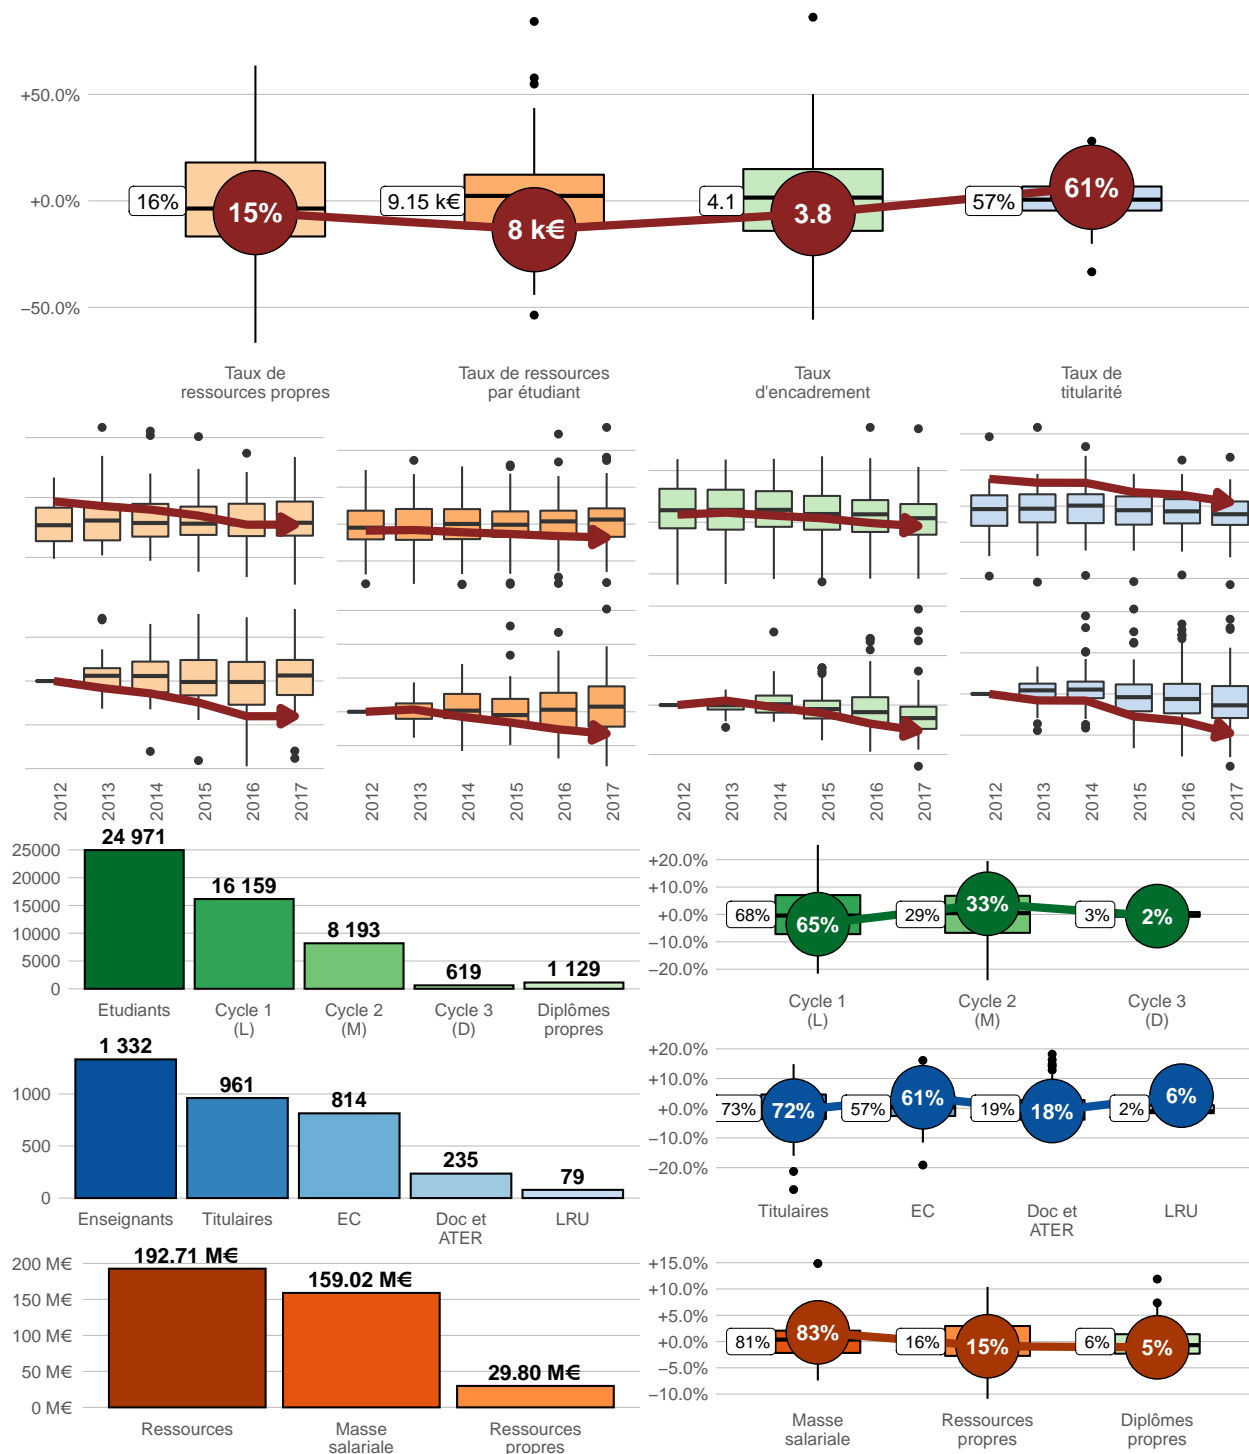 +50.0%
+0.0%
−50.0%
16%
15%
9.15 k€
8 k€
4.1
3.8
57%
61%
Taux de
ressources propres
Taux de ressources
par étudiant
Taux
d'encadrement
Taux de
titularité
2012
2013
2014
2015
2016
2017
2012
2013
2014
2015
2016
2017
2012
2013
2014
2015
2016
2017
2012
2013
2014
2015
2016
2017
25000
20000
15000
10000
5000
0
24 971
16 159
8 193
619
1 129
Etudiants
Cycle 1
(L)
Cycle 2
(M)
Cycle 3
(D)
Diplômes
propres
+20.0%
+10.0%
+0.0%
−10.0%
−20.0%
68%
65%
29%
33%
3%
2%
Cycle 1
(L)
Cycle 2
(M)
Cycle 3
(D)
1000
500
0
1 332
961
814
235
79
Enseignants
Titulaires
EC
Doc et
ATER
LRU
+20.0%
+10.0%
+0.0%
−10.0%
−20.0%
73%
72%
57%
61%
19%
18%
2%
6%
Titulaires
EC
Doc et
ATER
LRU
200 M€
150 M€
100 M€
50 M€
0 M€
192.71 M€
159.02 M€
29.80 M€
Ressources
Masse
salariale
Ressources
propres
+15.0%
+10.0%
+5.0%
+0.0%
−5.0%
−10.0%
81%
83%
16%
15%
6%
5%
Masse
salariale
Ressources
propres
Diplômes
propres